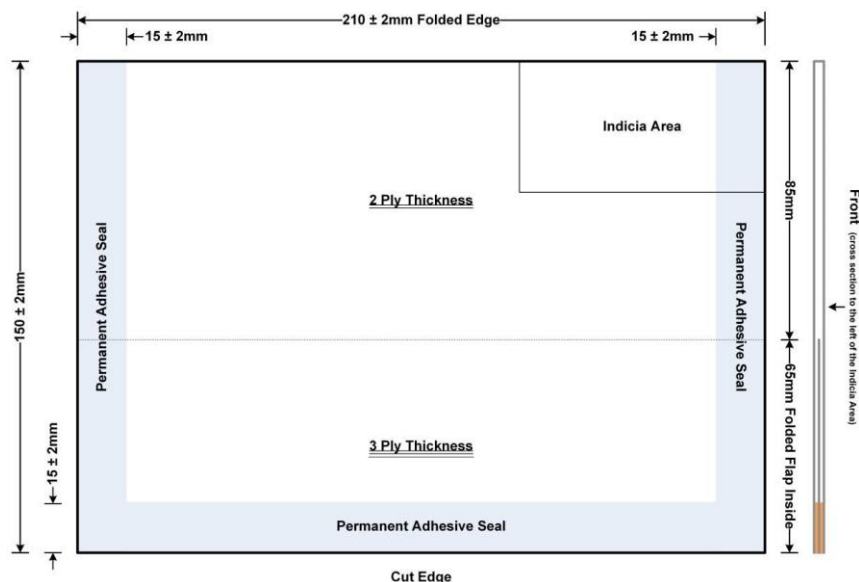 210 ± 2mm Folded Edge
15 ± 2mm
15 ± 2mm
Indicia Area
2 Ply Thickness
85mm
Front (cross section to the left of the Indicia Area)
Permanent Adhesive Seal
Permanent Adhesive Seal
150 ± 2mm
65mm Folded Flap Inside
3 Ply Thickness
15 ± 2mm
Permanent Adhesive Seal
Cut Edge